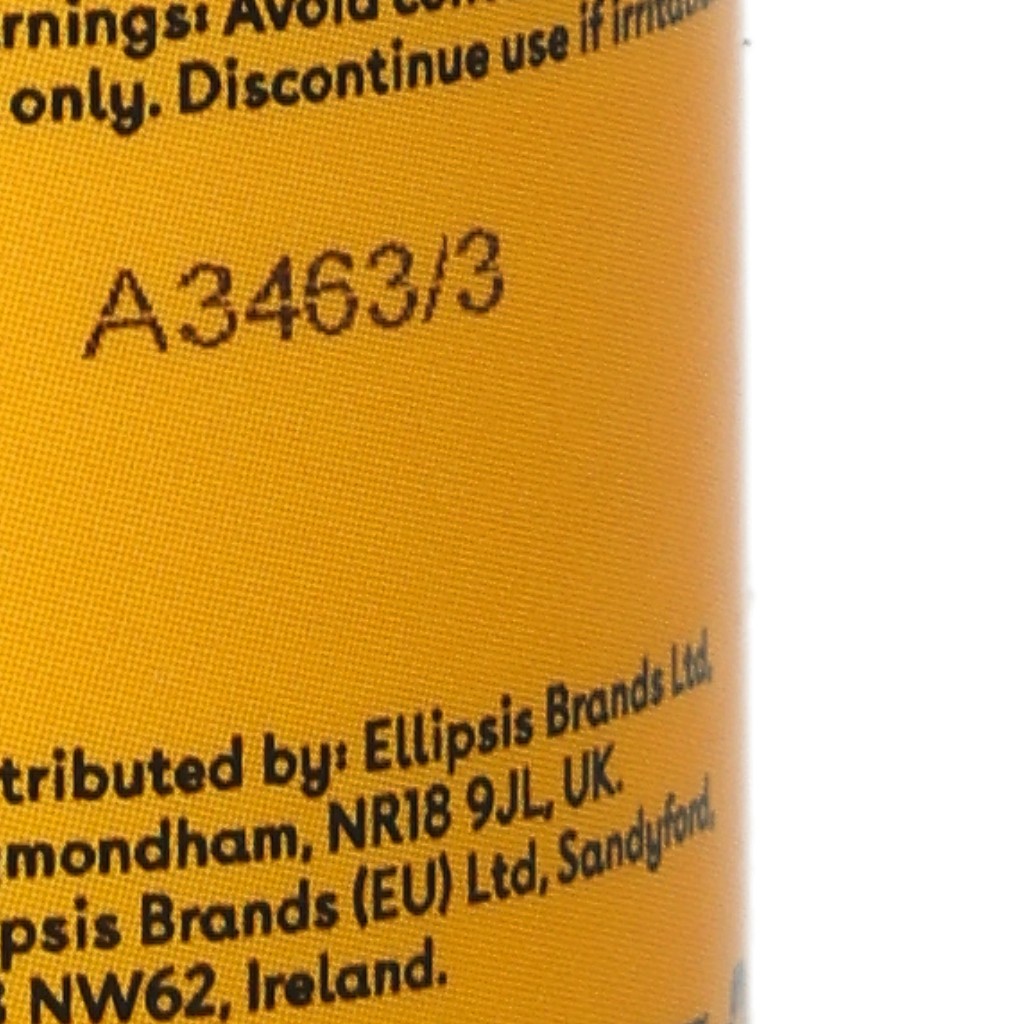 rnings: Avoid
only. Discontinue use if
A3463/3
tributed by: Ellipsis Brands Ltd.
mondham, NR18 9JL, UK.
psis Brands (EU) Ltd, Sandyford,
NW62, Ireland.